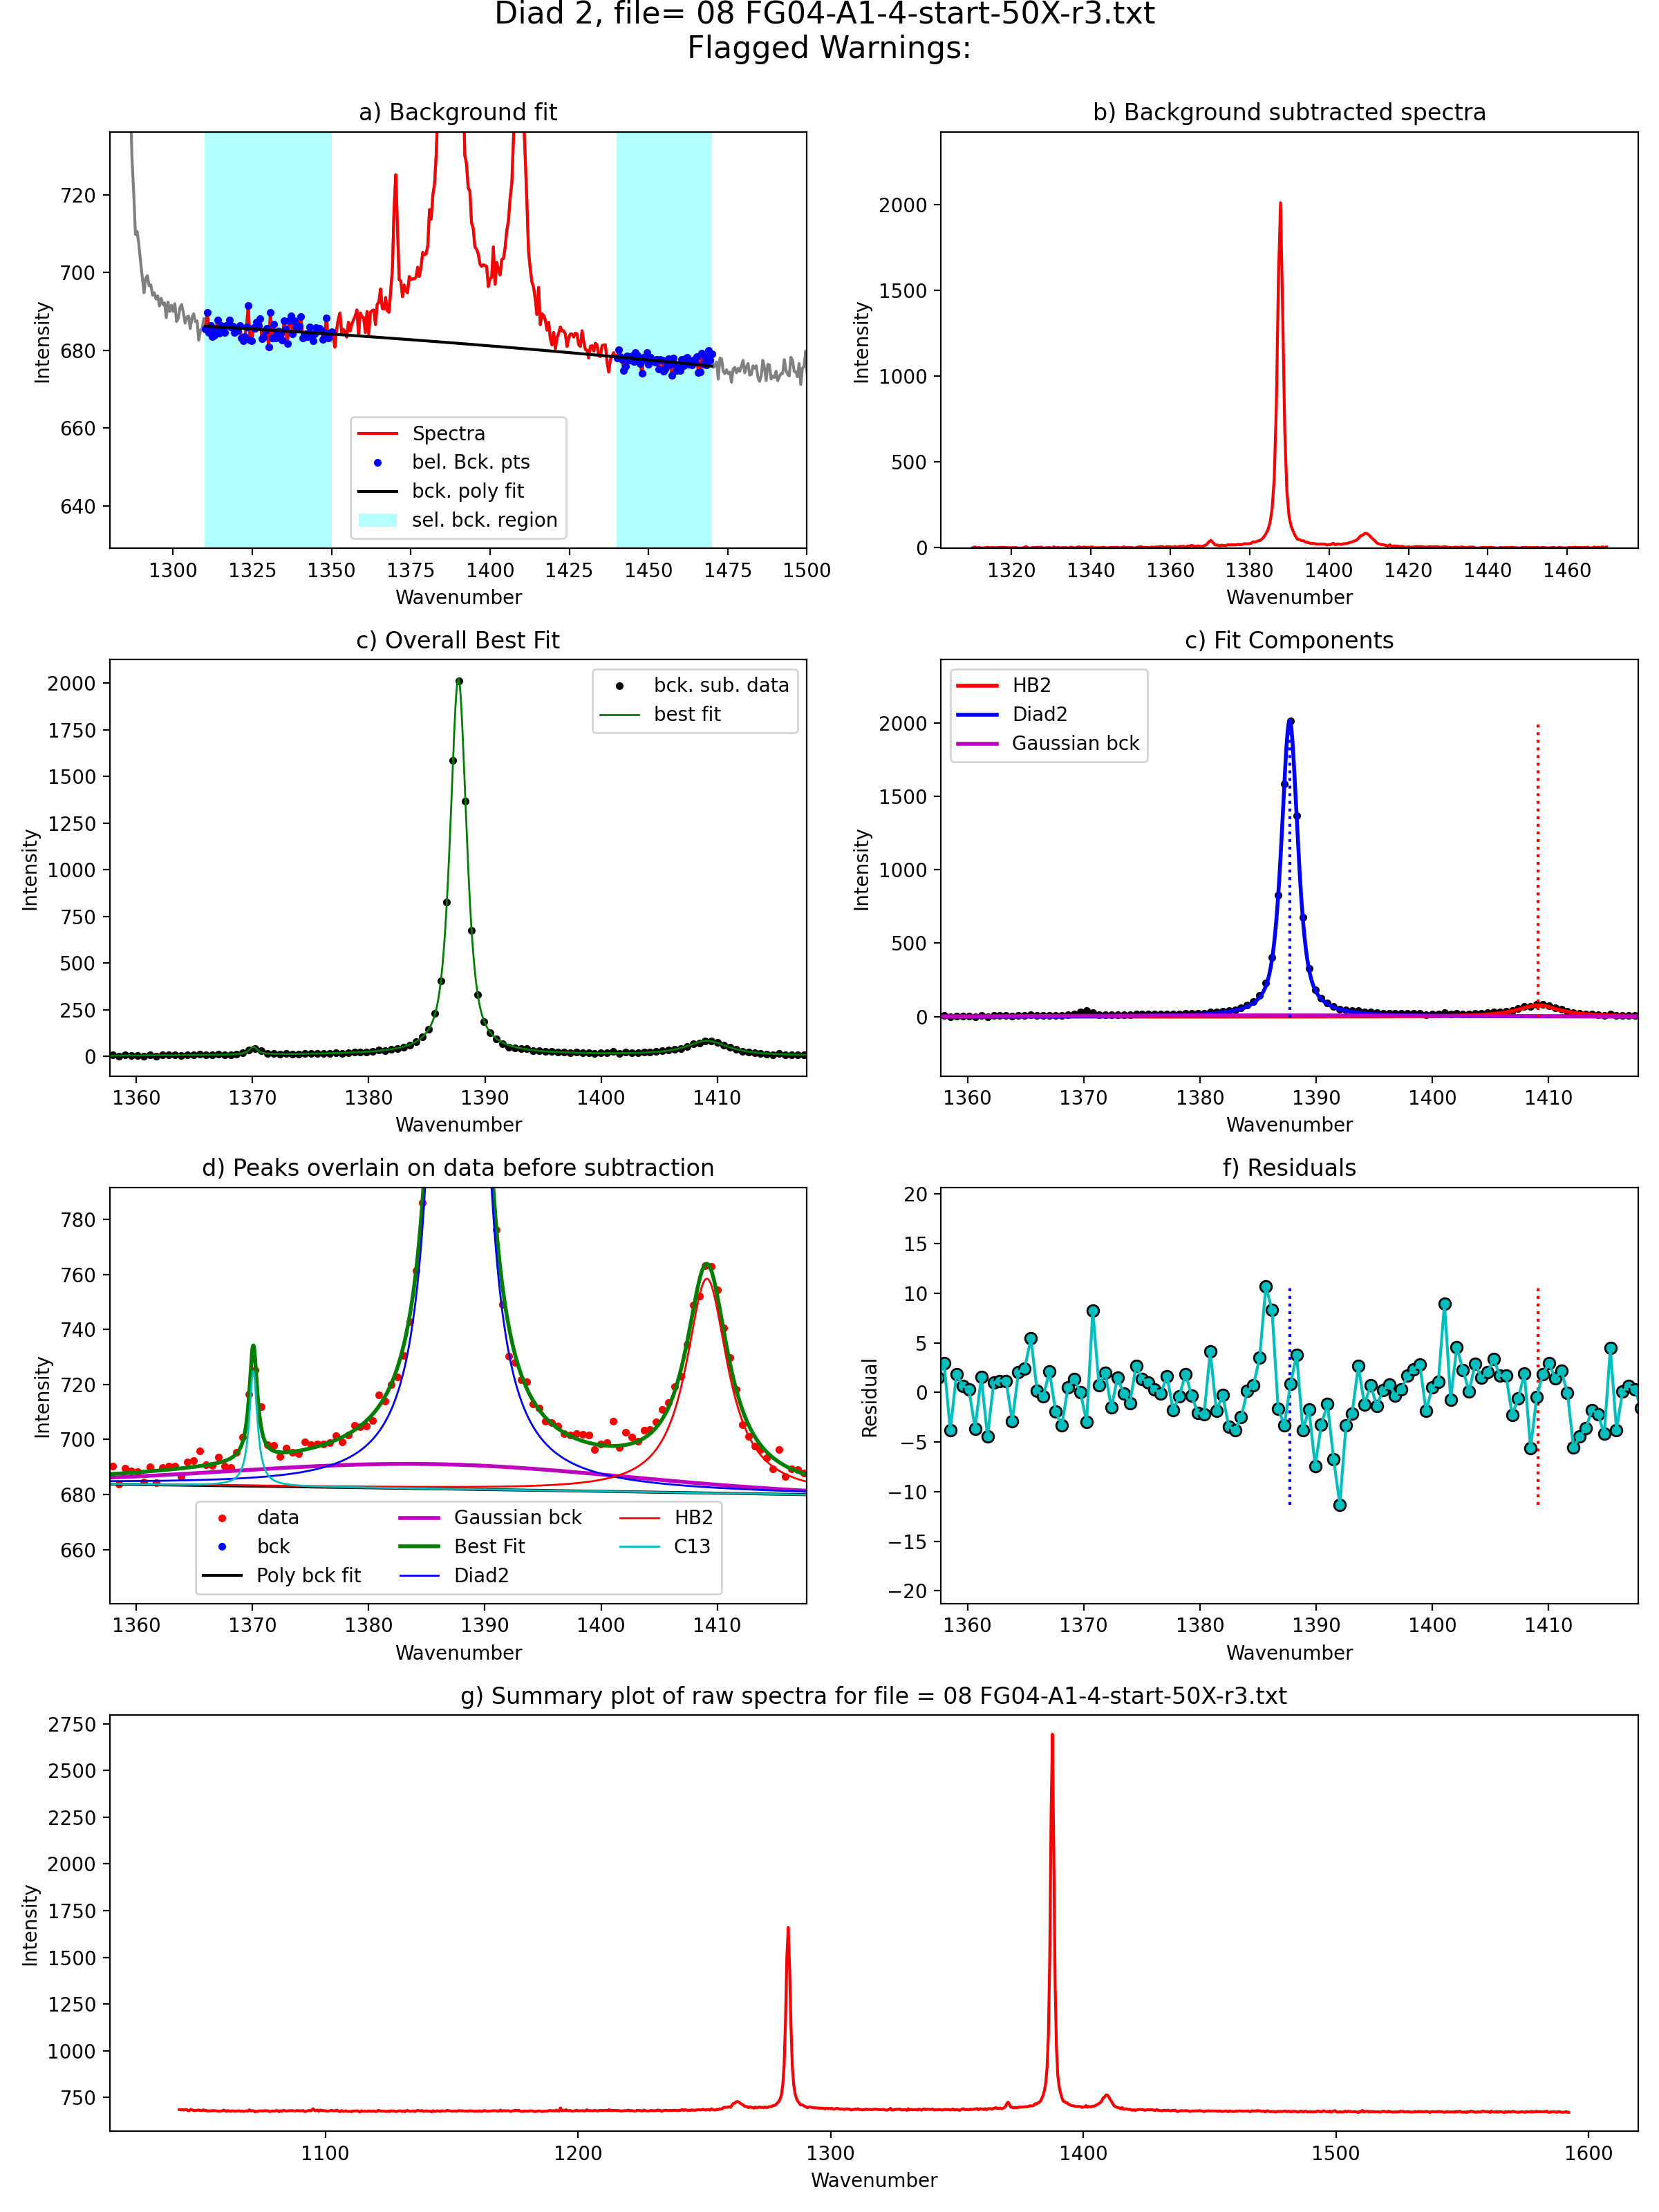 Diad 2, file= 08 FG04-A1-4-start-50X-r3.txt
Flagged Warnings:
a) Background fit
720
700
680
660
640
Intensity
Spectra
bel. Bck. pts
bck. poly fit
sel. bck. region
1300 1325 1350 1375 1400 1425 1450 1475 1500
Wavenumber
b) Background subtracted spectra
2000
1500
1000
500
0
Intensity
1320 1340 1360 1380 1400 1420 1440 1460
Wavenumber
c) Overall Best Fit
2000
1750
1500
1250
1000
750
500
250
0
Intensity
bck. sub. data
best fit
1360 1370 1380 1390 1400 1410
Wavenumber
c) Fit Components
2000
1500
1000
500
0
Intensity
HB2
Diad2
Gaussian bck
1360 1370 1380 1390 1400 1410
Wavenumber
d) Peaks overlain on data before subtraction
780
760
740
720
700
680
660
Intensity
data
bck
Poly bck fit
Gaussian bck
Best Fit
Diad2
HB2
C13
1360 1370 1380 1390 1400 1410
Wavenumber
f) Residuals
20
15
10
5
0
−5
−10
−15
−20
Residual
1360 1370 1380 1390 1400 1410
Wavenumber
g) Summary plot of raw spectra for file = 08 FG04-A1-4-start-50X-r3.txt
2750
2500
2250
2000
1750
1500
1250
1000
750
Intensity
1100 1200 1300 1400 1500 1600
Wavenumber